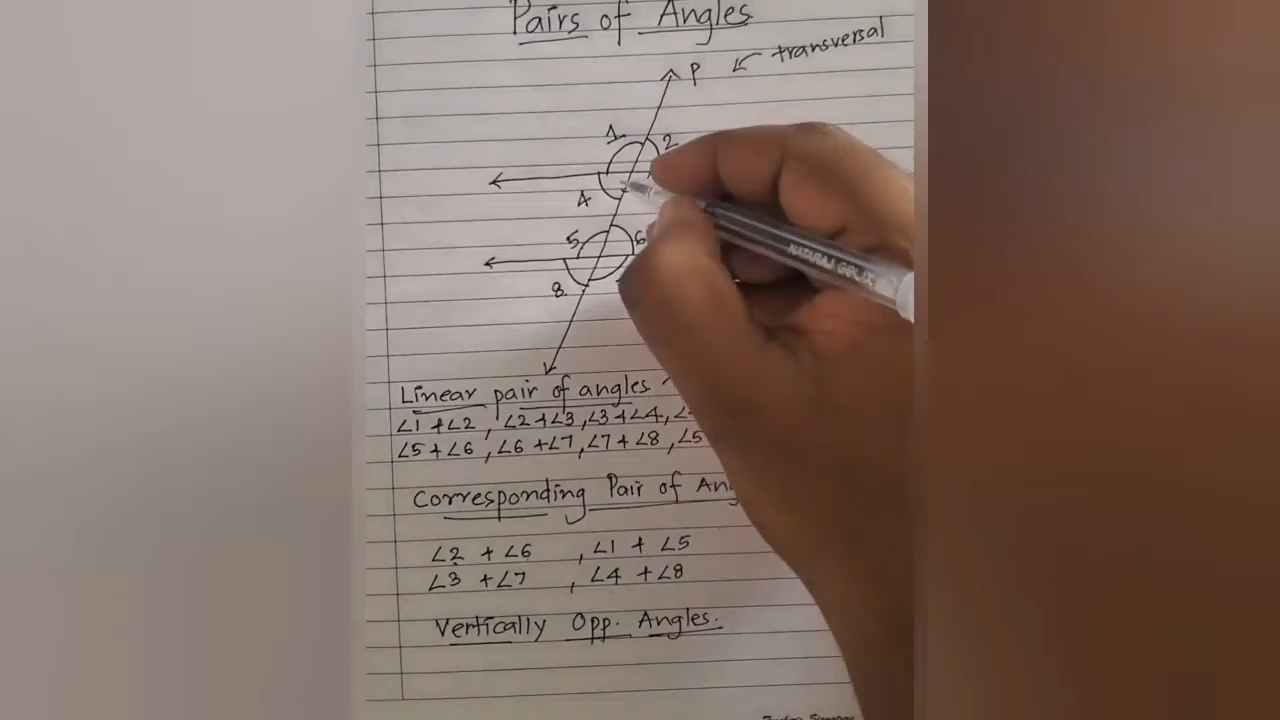 Pairs of Angles
transversal
P
1 2
4
5 6
8
Linear pair of angles
∠1 + ∠2 , ∠2 + ∠3 , ∠3 + ∠4 ,
∠5 + ∠6 , ∠6 + ∠7 , ∠7 + ∠8 , ∠5
Corresponding Pair of Ang
∠2 + ∠6 , ∠1 + ∠5
∠3 + ∠7 , ∠4 + ∠8
Vertically Opp. Angles.
NATARAJ GELIX